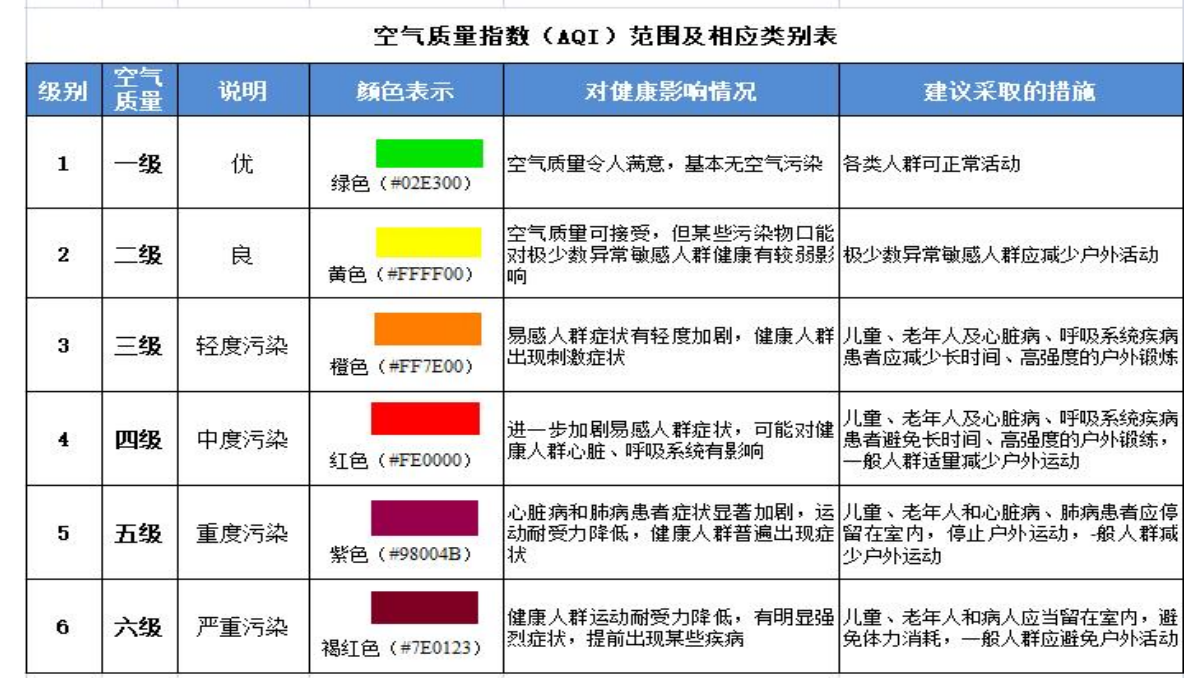 空气质量指数（AQI）范围及相应类别表
级别
空气
质量
说明
颜色表示
对健康影响情况
建议采取的措施
1
一级
优
绿色（#02E300）
空气质量令人满意，基本无空气污染
各类人群可正常活动
2
二级
良
黄色（#FFFF00）
空气质量可接受，但某些污染物口能
对极少数异常敏感人群健康有较弱影
响
极少数异常敏感人群应减少户外活动
3
三级
轻度污染
橙色（#FF7E00）
易感人群症状有轻度加剧，健康人群
出现刺激症状
儿童、老年人及心脏病、呼吸系统疾病
患者应减少长时间、高强度的户外锻炼
4
四级
中度污染
红色（#FE0000）
进一步加剧易感人群症状，可能对健
康人群心脏、呼吸系统有影响
儿童、老年人及心脏病、呼吸系统疾病
患者避免长时间、高强度的户外锻练，
一般人群适量减少户外运动
5
五级
重度污染
紫色（#98004B）
心脏病和肺病患者症状显著加剧，运
动耐受力降低，健康人群普遍出现症
状
儿童、老年人和心脏病、肺病患者应停
留在室内，停止户外运动，-般人群减
少户外运动
6
六级
严重污染
褐红色（#7E0123）
健康人群运动耐受力降低，有明显强
烈症状，提前出现某些疾病
儿童、老年人和病人应当留在室内，避
免体力消耗，一般人群应避免户外活动